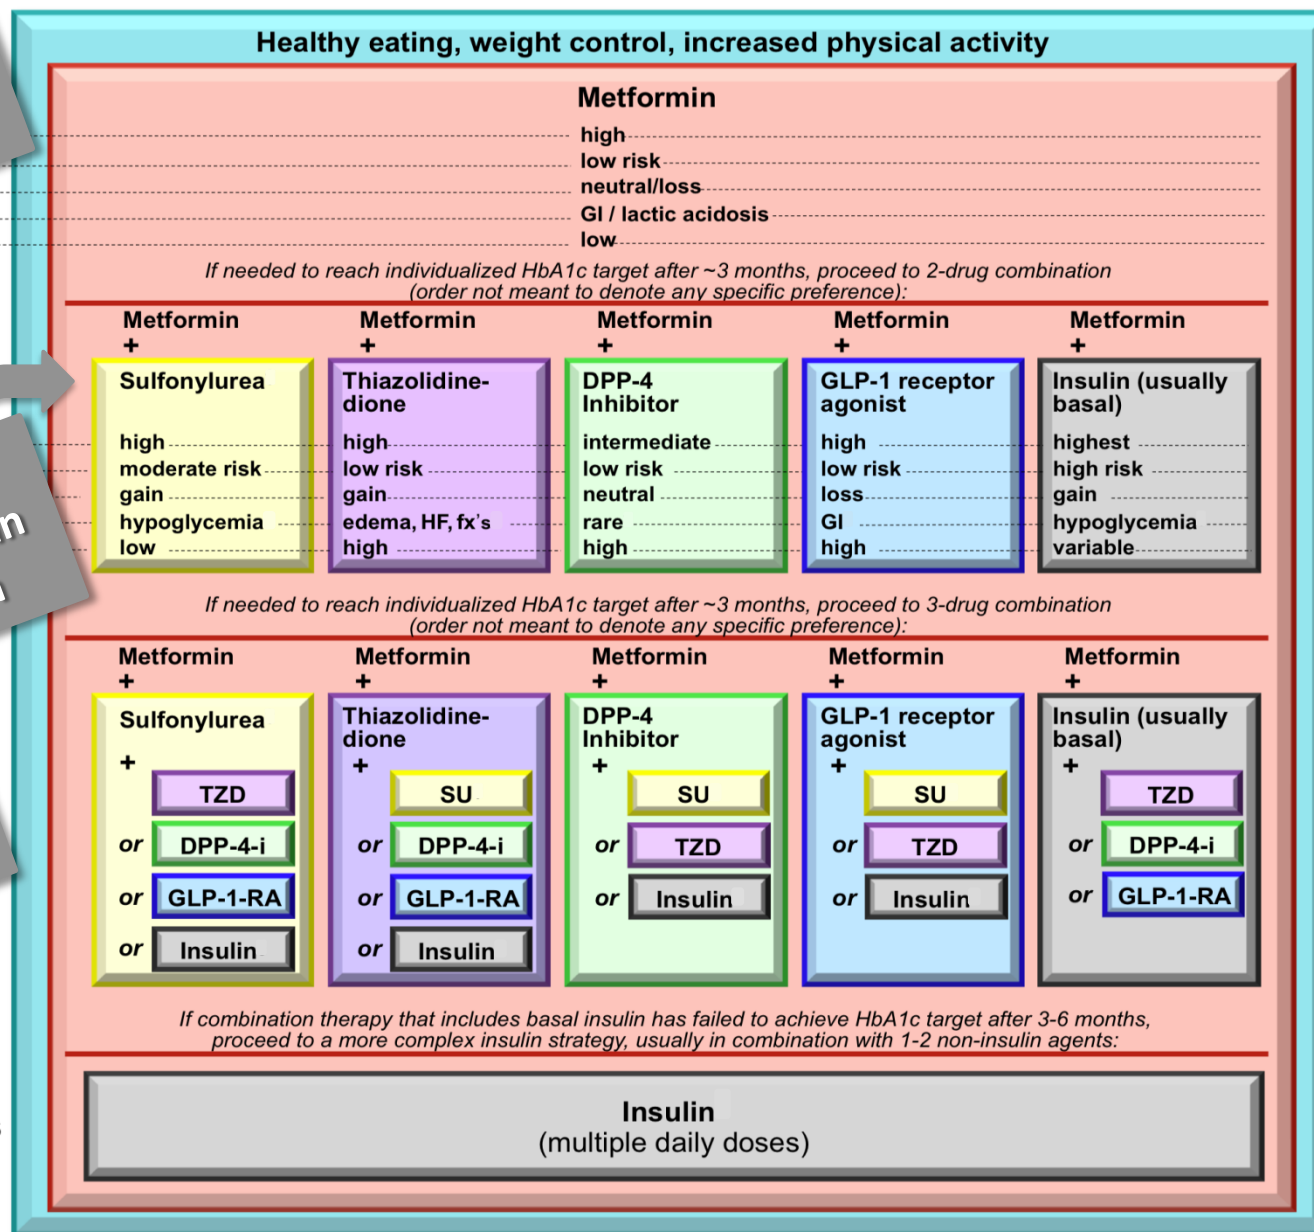 Healthy eating, weight control, increased physical activity
Metformin
high
low risk
neutral/loss
GI / lactic acidosis
low
If needed to reach individualized HbA1c target after ~3 months, proceed to 2-drug combination
(order not meant to denote any specific preference):
Metformin Metformin Metformin Metformin Metformin
+ + + + +
Sulfonylurea
high
moderate risk
gain
hypoglycemia
low
Thiazolidine-
dione
high
low risk
gain
edema, HF, fx's
high
DPP-4
Inhibitor
intermediate
low risk
neutral
rare
high
GLP-1 receptor
agonist
high
low risk
loss
GI
high
Insulin (usually
basal)
highest
high risk
gain
hypoglycemia
variable
If needed to reach individualized HbA1c target after ~3 months, proceed to 3-drug combination
(order not meant to denote any specific preference):
Metformin Metformin Metformin Metformin Metformin
+ + + + +
Sulfonylurea
+
TZD
or DPP-4-i
or GLP-1-RA
or Insulin
Thiazolidine-
dione
+
SU
or DPP-4-i
or GLP-1-RA
or Insulin
DPP-4
Inhibitor
+
SU
or TZD
or Insulin
GLP-1 receptor
agonist
+
SU
or TZD
or Insulin
Insulin (usually
basal)
+
TZD
or DPP-4-i
or GLP-1-RA
If combination therapy that includes basal insulin has failed to achieve HbA1c target after 3-6 months,
proceed to a more complex insulin strategy, usually in combination with 1-2 non-insulin agents:
Insulin
(multiple daily doses)